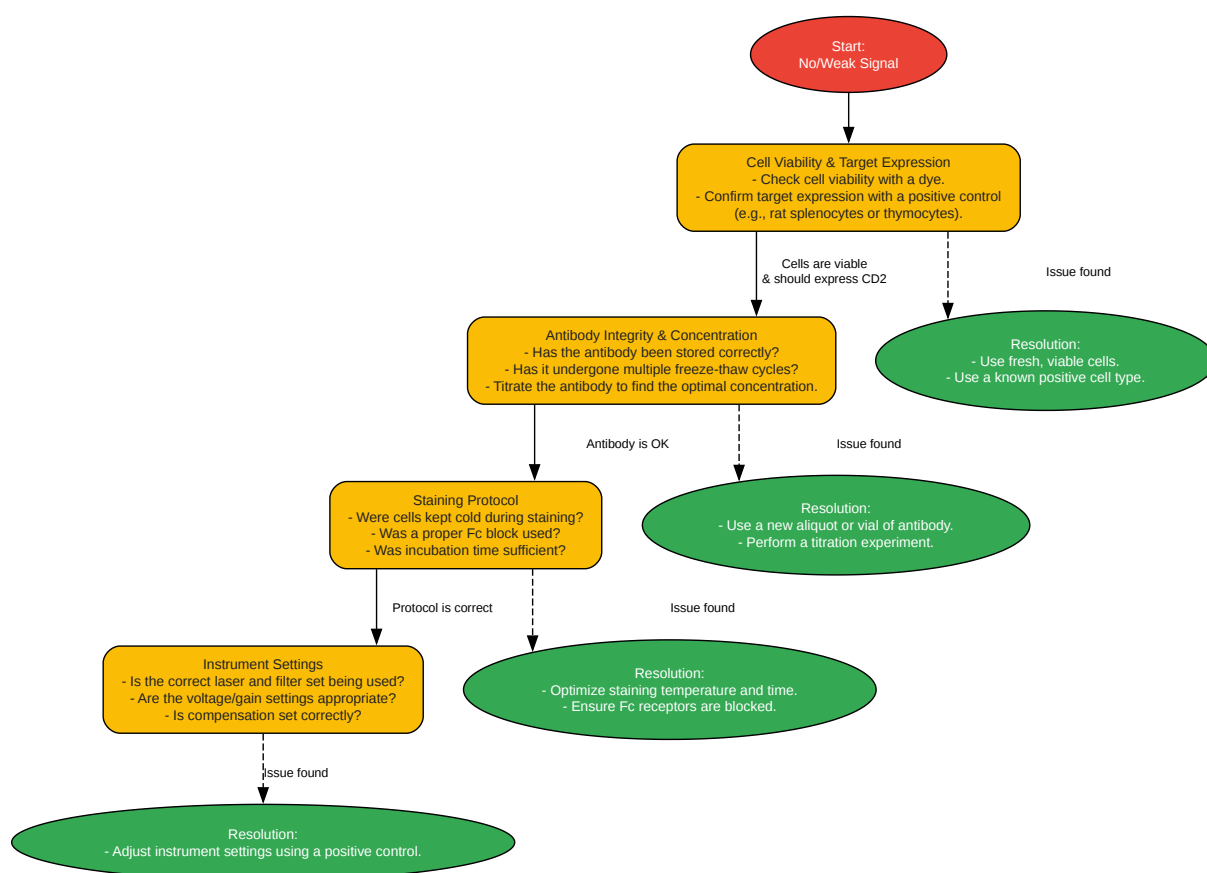 Start:
No/Weak Signal
Cell Viability & Target Expression
- Check cell viability with a dye.
- Confirm target expression with a positive control
(e.g., rat splenocytes or thymocytes).
Cells are viable
& should express CD2
Issue found
Resolution:
- Use fresh, viable cells.
- Use a known positive cell type.
Antibody Integrity & Concentration
- Has the antibody been stored correctly?
- Has it undergone multiple freeze-thaw cycles?
- Titrate the antibody to find the optimal concentration.
Antibody is OK
Issue found
Resolution:
- Use a new aliquot or vial of antibody.
- Perform a titration experiment.
Staining Protocol
- Were cells kept cold during staining?
- Was a proper Fc block used?
- Was incubation time sufficient?
Protocol is correct
Issue found
Resolution:
- Optimize staining temperature and time.
- Ensure Fc receptors are blocked.
Instrument Settings
- Is the correct laser and filter set being used?
- Are the voltage/gain settings appropriate?
- Is compensation set correctly?
Issue found
Resolution:
- Adjust instrument settings using a positive control.